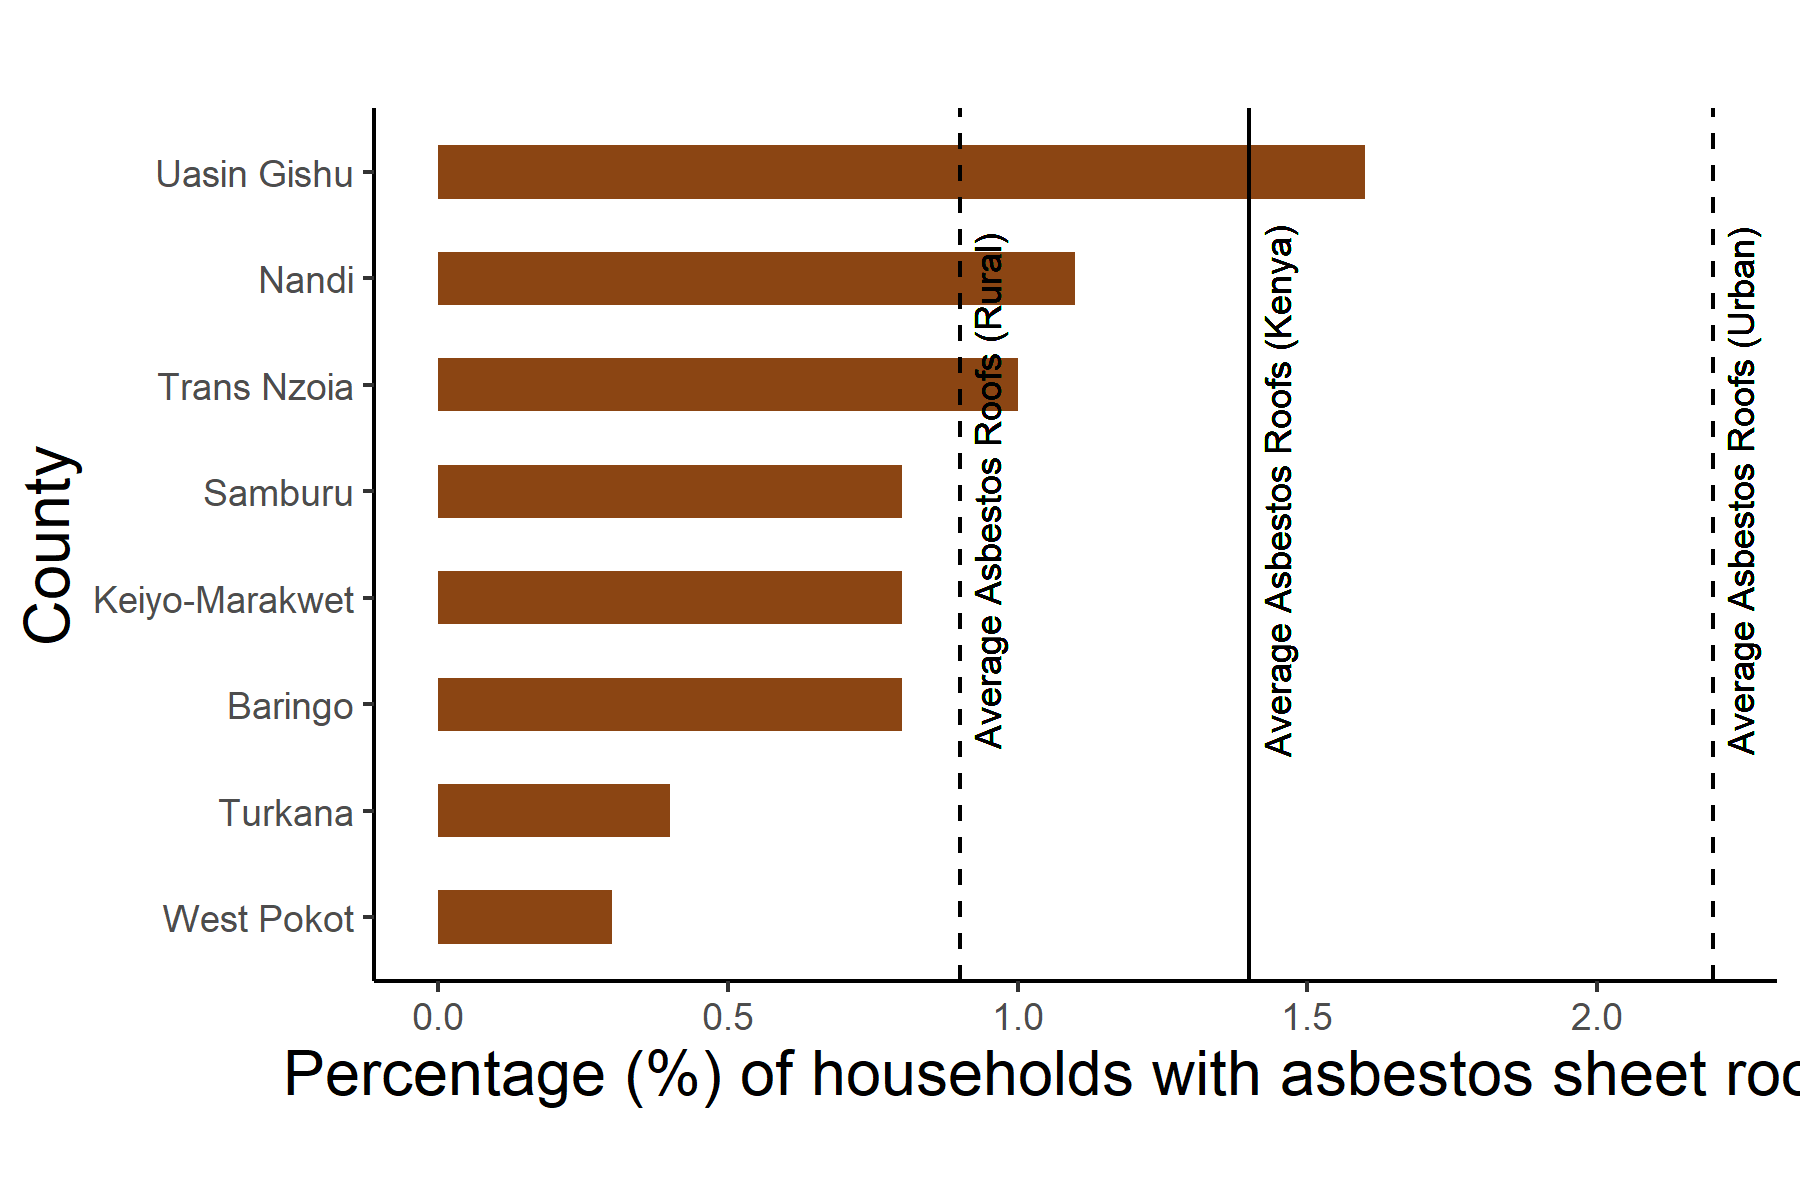 Uasin Gishu
Nandi
Trans Nzoia
Samburu
Keiyo-Marakwet
Baringo
Turkana
West Pokot
County
Average Asbestos Roofs (Rural)
Average Asbestos Roofs (Kenya)
Average Asbestos Roofs (Urban)
0.0 0.5 1.0 1.5 2.0
Percentage (%) of households with asbestos sheet